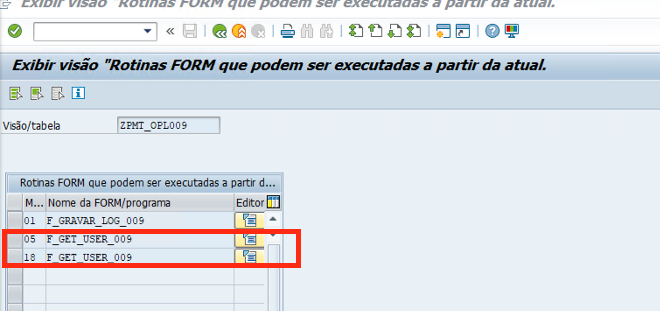 Exibir visão "Rotinas FORM que podem ser executadas a partir da atual.
«
Exibir visão "Rotinas FORM que podem ser executadas a partir da atual.
Visão/tabela ZPMT_OPL009
Rotinas FORM que podem ser executadas a partir d...
M... Nome da FORM/programa Editor
01 F_GRAVAR_LOG_009
05 F_GET_USER_009
18 F_GET_USER_009